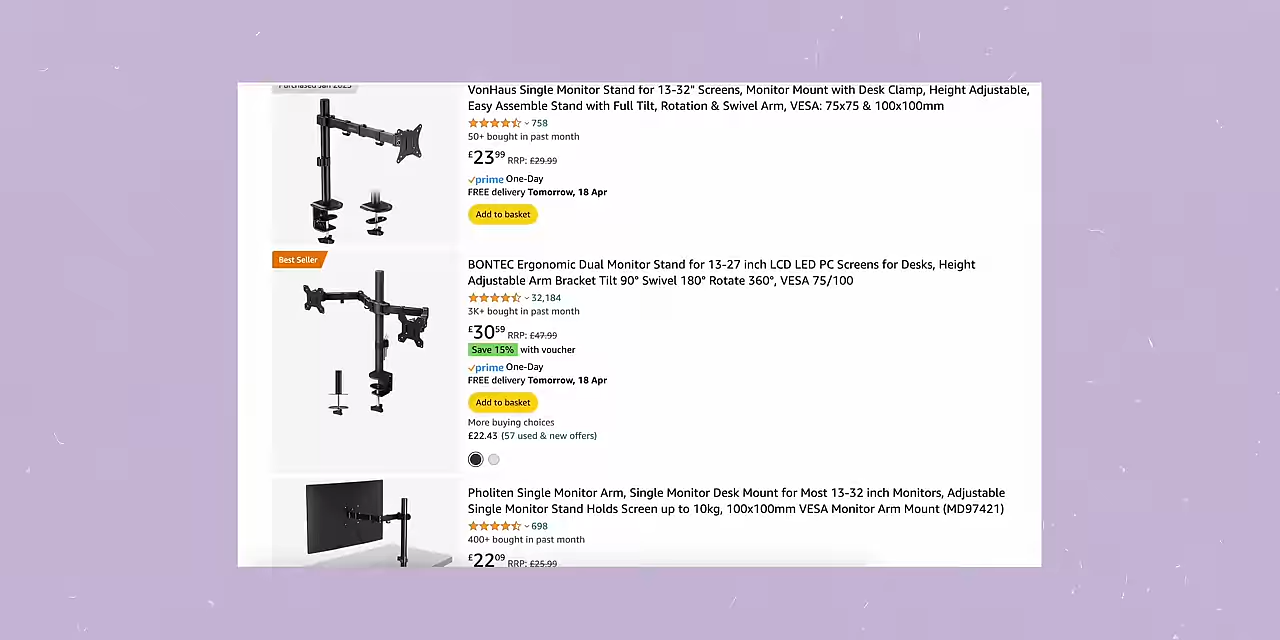 Purchased Jan 2025
VonHaus Single Monitor Stand for 13-32" Screens, Monitor Mount with Desk Clamp, Height Adjustable,
Easy Assemble Stand with Full Tilt, Rotation & Swivel Arm, VESA: 75x75 & 100x100mm
758
50+ bought in past month
£23⁹⁹ RRP: £29.99
prime One-Day
FREE delivery Tomorrow, 18 Apr
Add to basket
Best Seller
BONTEC Ergonomic Dual Monitor Stand for 13-27 inch LCD LED PC Screens for Desks, Height
Adjustable Arm Bracket Tilt 90° Swivel 180° Rotate 360°, VESA 75/100
32,184
3K+ bought in past month
£30⁵⁹ RRP: £47.99
Save 15% with voucher
prime One-Day
FREE delivery Tomorrow, 18 Apr
Add to basket
More buying choices
£22.43 (57 used & new offers)
Pholiten Single Monitor Arm, Single Monitor Desk Mount for Most 13-32 inch Monitors, Adjustable
Single Monitor Stand Holds Screen up to 10kg, 100x100mm VESA Monitor Arm Mount (MD97421)
698
400+ bought in past month
£22⁰⁹ RRP: £25.99